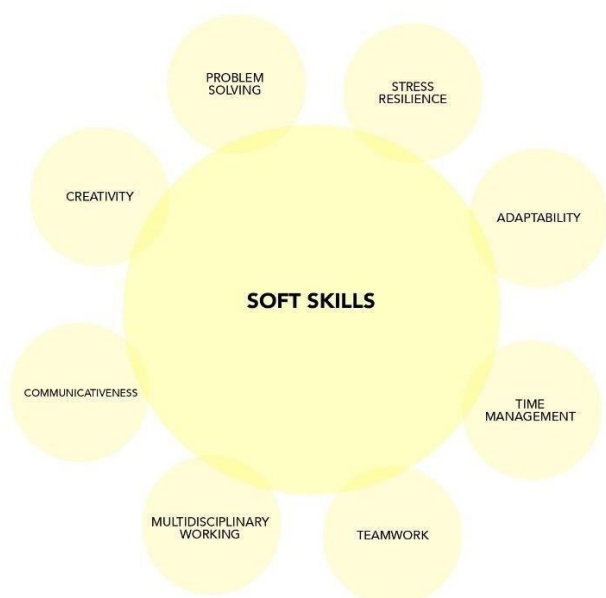 PROBLEM
SOLVING
STRESS
RESILIENCE
CREATIVITY
ADAPTABILITY
SOFT SKILLS
COMMUNICATIVENESS
TIME
MANAGEMENT
MULTIDISCIPLINARY
WORKING
TEAMWORK